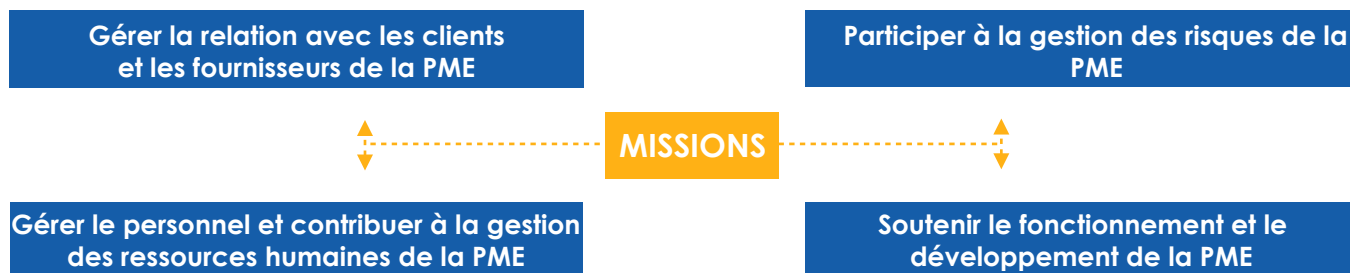 Gérer la relation avec les clients
et les fournisseurs de la PME
Participer à la gestion des risques de la
PME
MISSIONS
Gérer le personnel et contribuer à la gestion
des ressources humaines de la PME
Soutenir le fonctionnement et le
développement de la PME